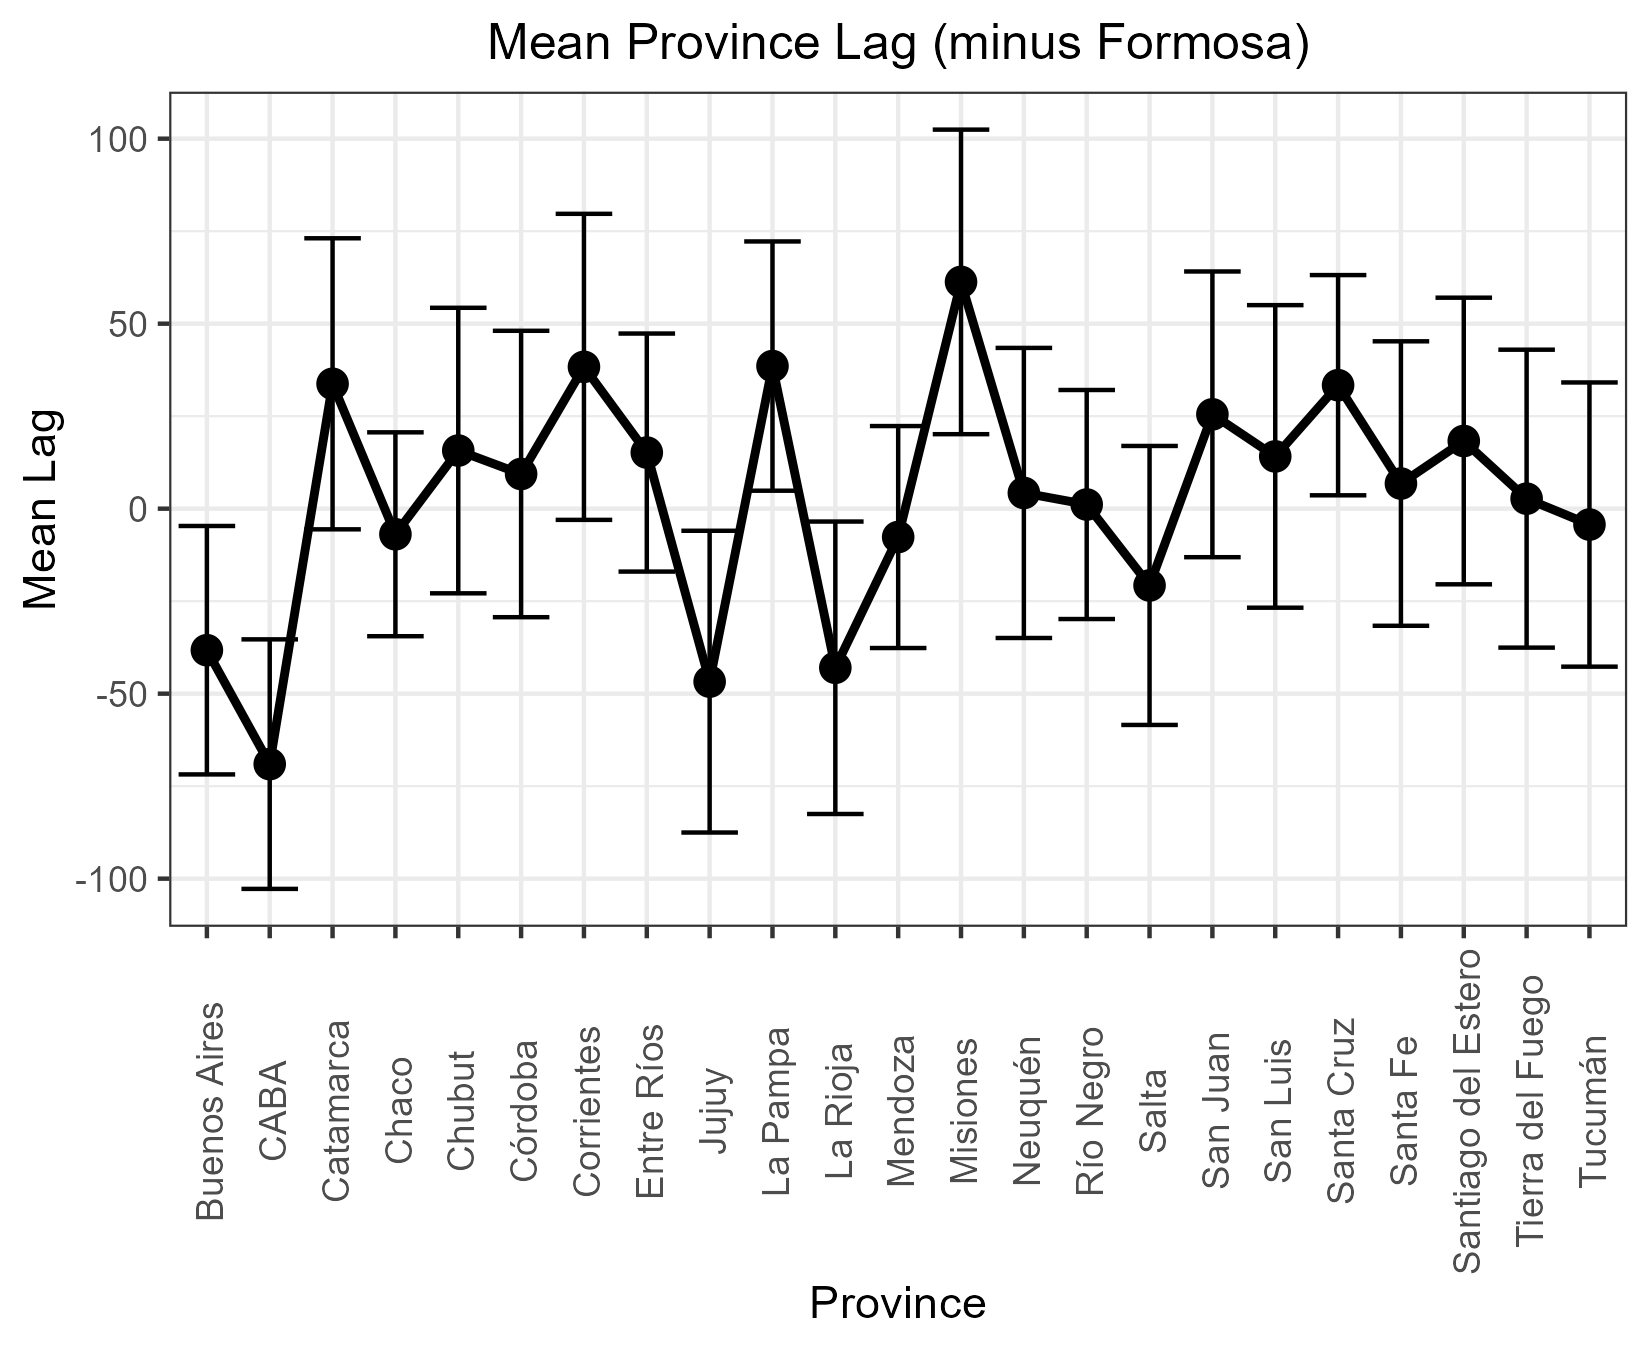 Mean Province Lag (minus Formosa)
Mean Lag
100
50
0
-50
-100
Buenos Aires
CABA
Catamarca
Chaco
Chubut
Córdoba
Corrientes
Entre Ríos
Jujuy
La Pampa
La Rioja
Mendoza
Misiones
Neuquén
Río Negro
Salta
San Juan
San Luis
Santa Cruz
Santa Fe
Santiago del Estero
Tierra del Fuego
Tucumán
Province